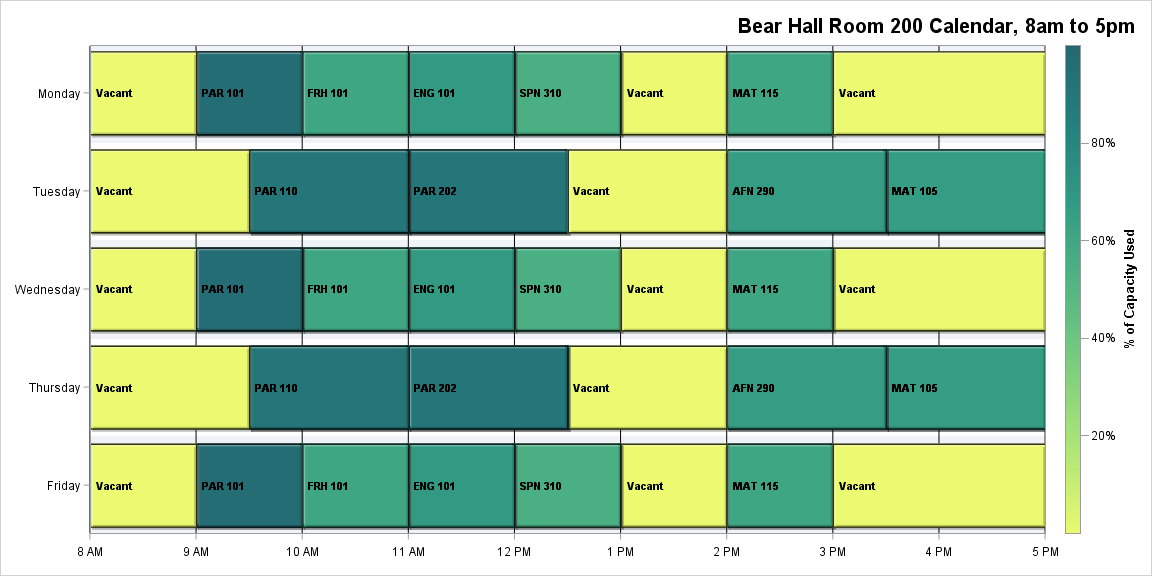 Bear Hall Room 200 Calendar, 8am to 5pm
Monday
Vacant
PAR 101
FRH 101
ENG 101
SPN 310
Vacant
MAT 115
Vacant
Tuesday
Vacant
PAR 110
PAR 202
Vacant
AFN 290
MAT 105
Wednesday
Vacant
PAR 101
FRH 101
ENG 101
SPN 310
Vacant
MAT 115
Vacant
Thursday
Vacant
PAR 110
PAR 202
Vacant
AFN 290
MAT 105
Friday
Vacant
PAR 101
FRH 101
ENG 101
SPN 310
Vacant
MAT 115
Vacant
8 AM
9 AM
10 AM
11 AM
12 PM
1 PM
2 PM
3 PM
4 PM
5 PM
80%
60%
40%
20%
% of Capacity Used